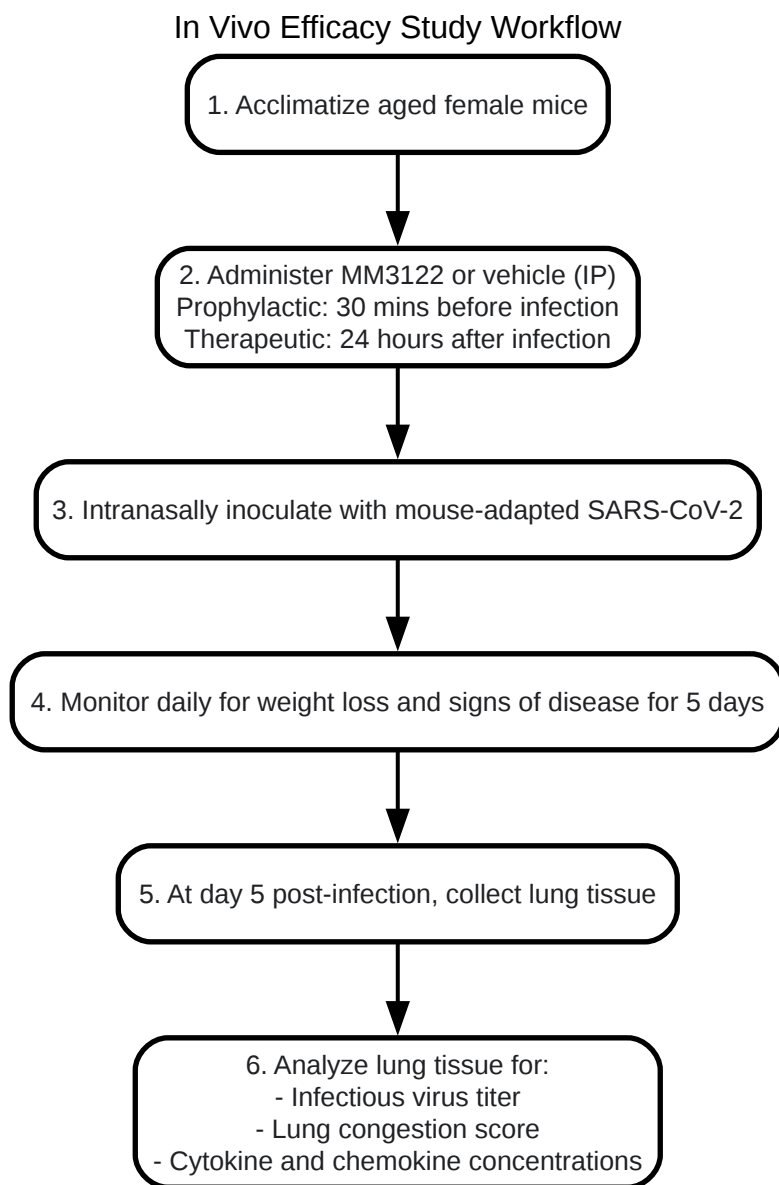 In Vivo Efficacy Study Workflow
1. Acclimatize aged female mice
2. Administer MM3122 or vehicle (IP)
Prophylactic: 30 mins before infection
Therapeutic: 24 hours after infection
3. Intranasally inoculate with mouse-adapted SARS-CoV-2
4. Monitor daily for weight loss and signs of disease for 5 days
5. At day 5 post-infection, collect lung tissue
6. Analyze lung tissue for:
- Infectious virus titer
- Lung congestion score
- Cytokine and chemokine concentrations